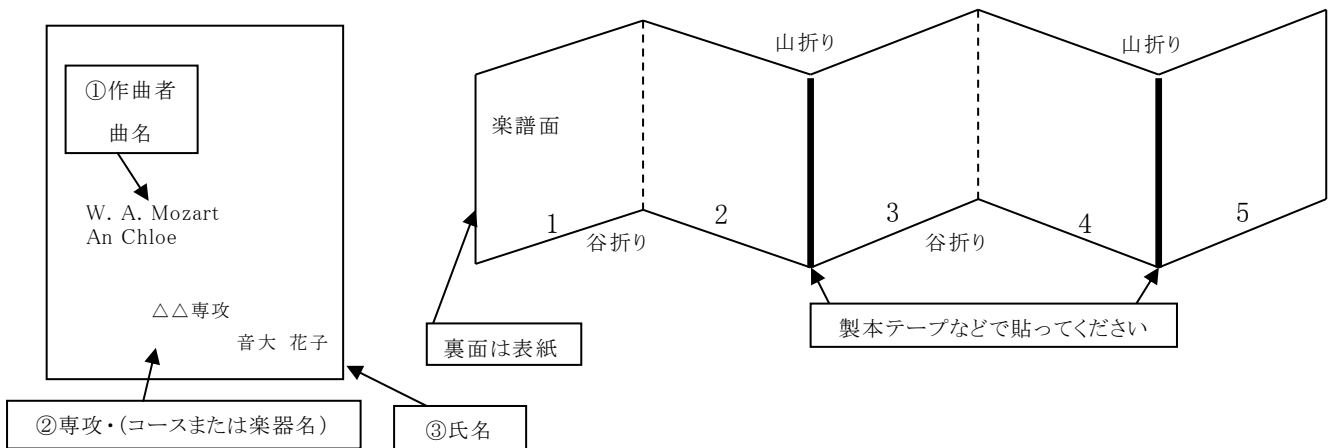 ①作曲者
曲名
W. A. Mozart
An Chloe
△△専攻
音大 花子
②専攻・(コースまたは楽器名)
③氏名
山折り
山折り
楽譜面
1
2
3
4
5
谷折り
谷折り
裏面は表紙
製本テープなどで貼ってください